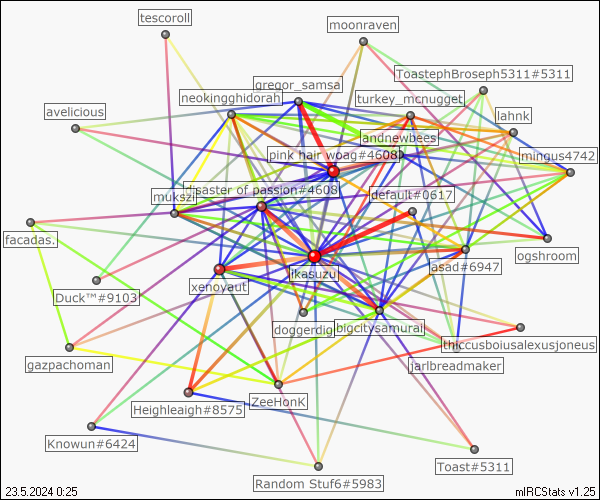 tescoroll
moonraven
ToastephBroseph5311#5311
gregor_samsa
neokingghidorah
turkey_mcnugget
avelicious
lahnk
andnewbees
pink hair woag#4608
mingus4742
disaster of passion#4608
default#0617
mukszi
facadas.
ikasuzu
asad#6947
ogshroom
xenoyaut
Duck™#9103
doggerdig
bigcitysamurai
thiccusboiusalexusjoneus
gazpachoman
jarlbreadmaker
Heighleaigh#8575
ZeeHonK
Knowun#6424
Toast#5311
Random Stuf6#5983
23.5.2024 0:25
mIRCStats v1.25